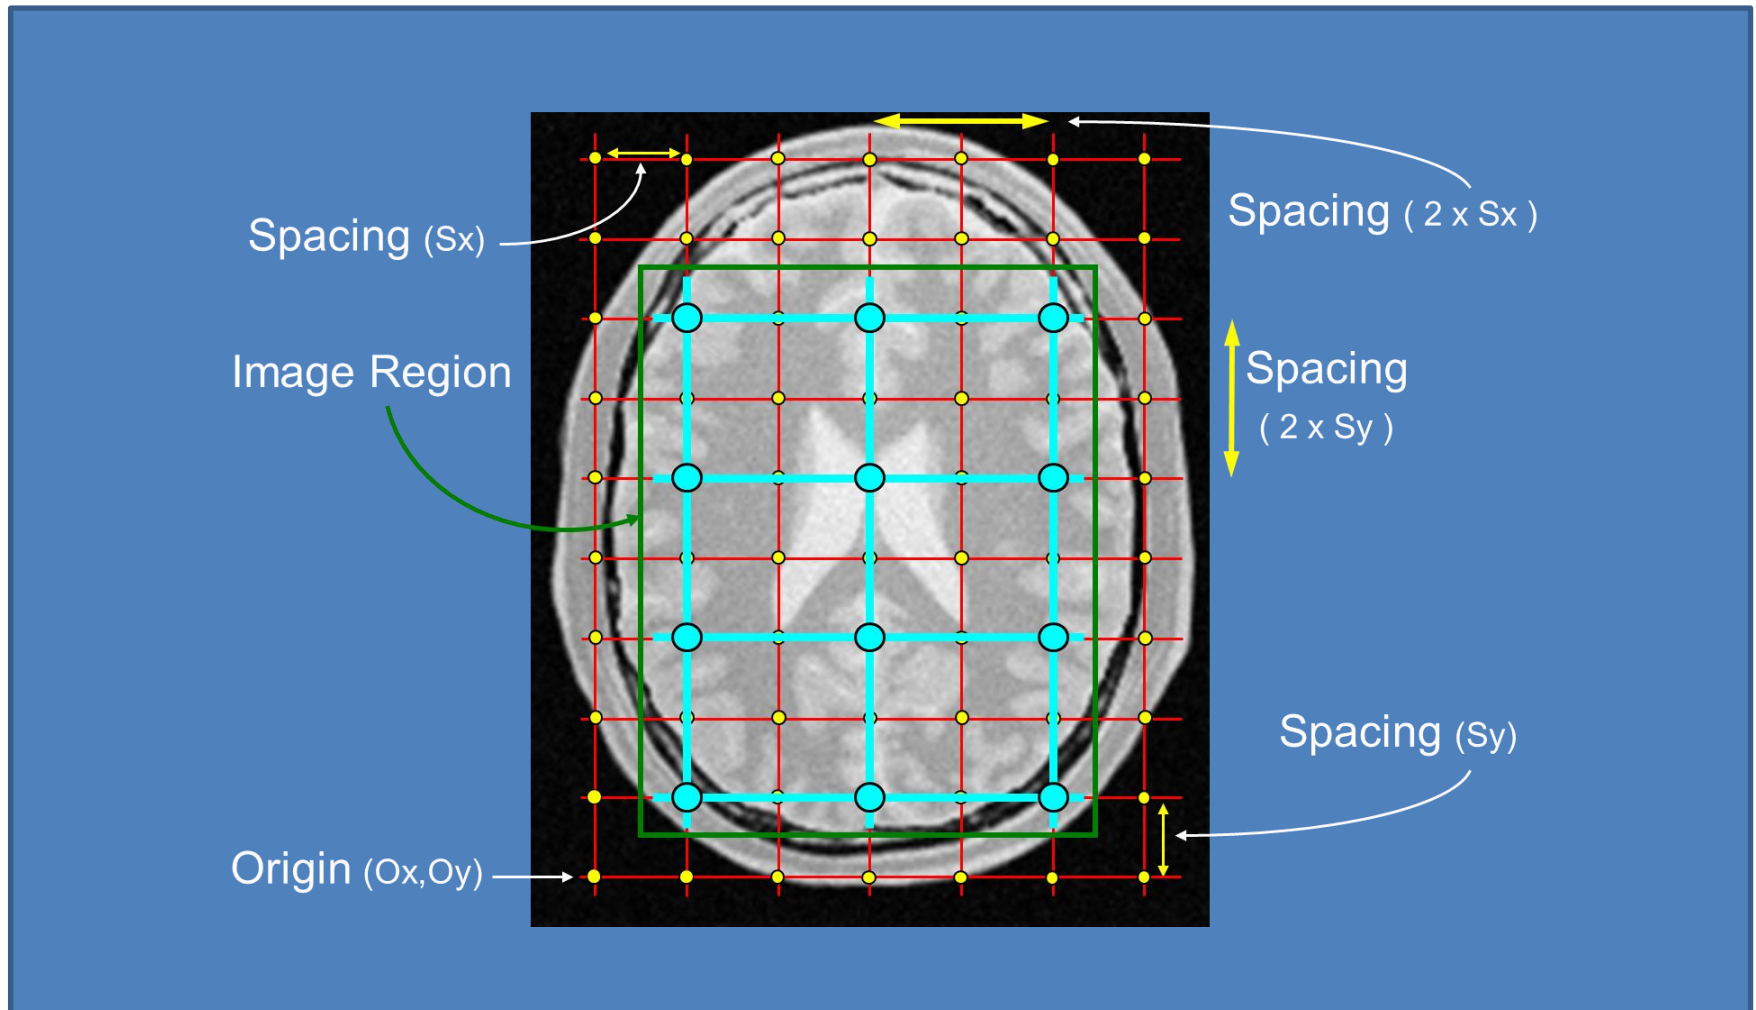 Spacing ( 2 x Sx )
Spacing (Sx)
Image Region
Spacing
( 2 x Sy )
Spacing (Sy)
Origin (Ox,Oy)